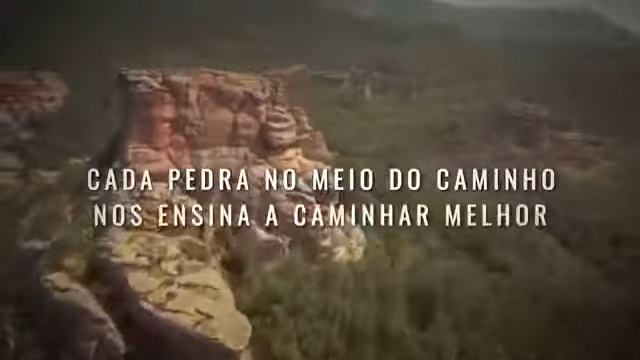 CADA PEDRA NO MEIO DO CAMINHO
NOS ENSINA A CAMINHAR MELHOR